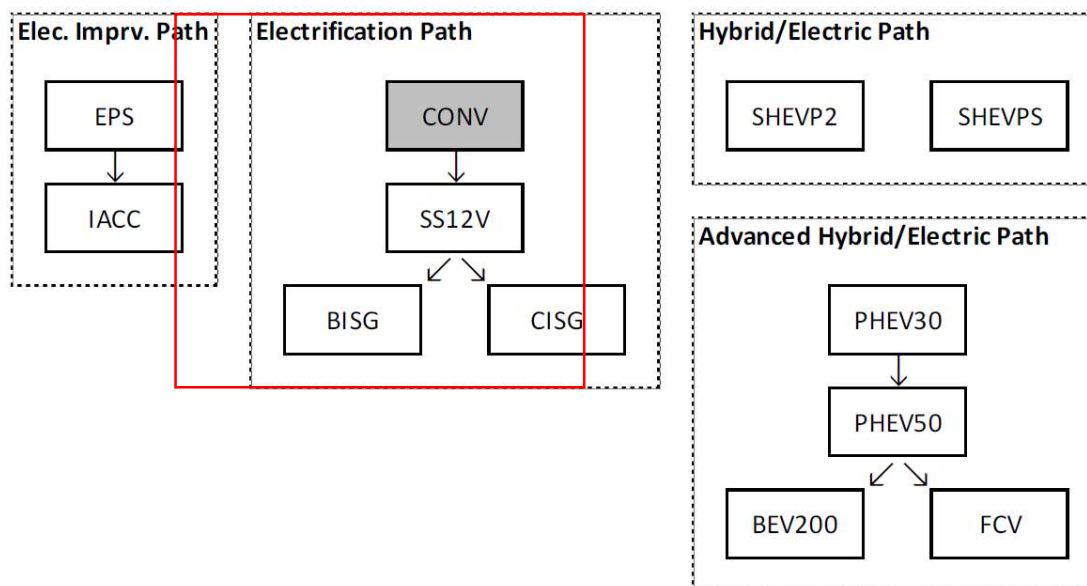 Elec. Imprv. Path
EPS
IACC
Electrification Path
CONV
SS12V
BISG
CISG
Hybrid/Electric Path
SHEVP2
SHEVPS
Advanced Hybrid/Electric Path
PHEV30
PHEV50
BEV200
FCV